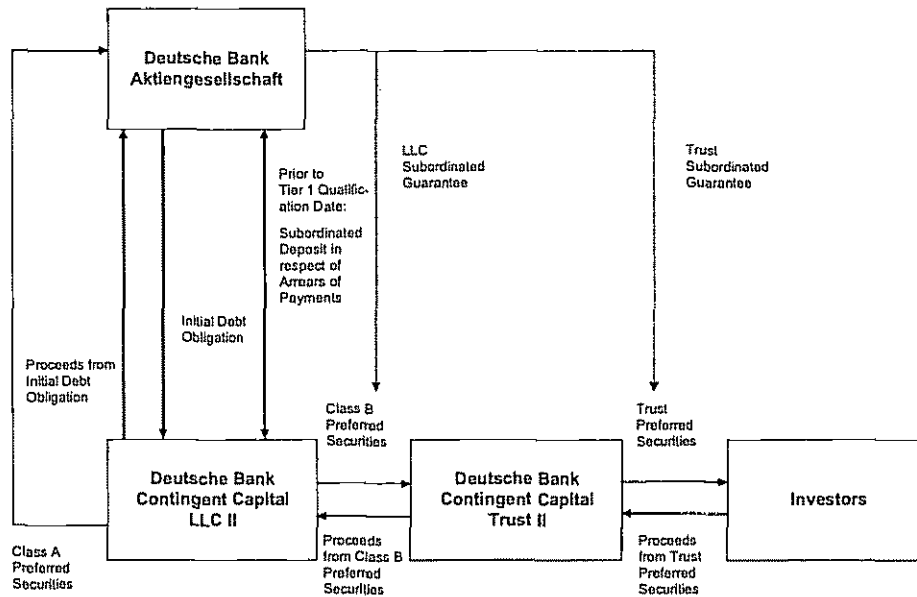 Deutsche Bank
Aktiengesellschaft
LLC
Subordinated
Guarantee
Trust
Subordinated
Guarantee
Prior to
Tier 1 Qualific-
ation Date:
Subordinated
Deposit in
respect of
Arrears of
Payments
Initial Debt
Obligation
Proceeds from
Initial Debt
Obligation
Class B
Preferred
Securities
Trust
Preferred
Securities
Deutsche Bank
Contingent Capital
LLC II
Deutsche Bank
Contingent Capital
Trust II
Investors
Class A
Preferred
Securities
Proceeds
from Class B
Preferred
Securities
Proceeds
from Trust
Preferred
Securities